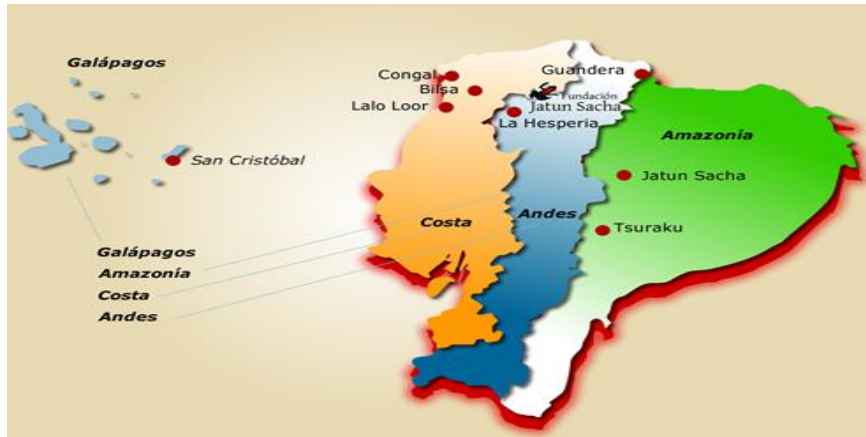 Galápagos
San Cristóbal
Galápagos
Amazonía
Costa
Andes
Congal
Bilsa
Lalo Loor
Guandera
Fundación
Jatun Sacha
La Hesperia
Amazonía
Jatun Sacha
Tsuraku
Costa
Andes